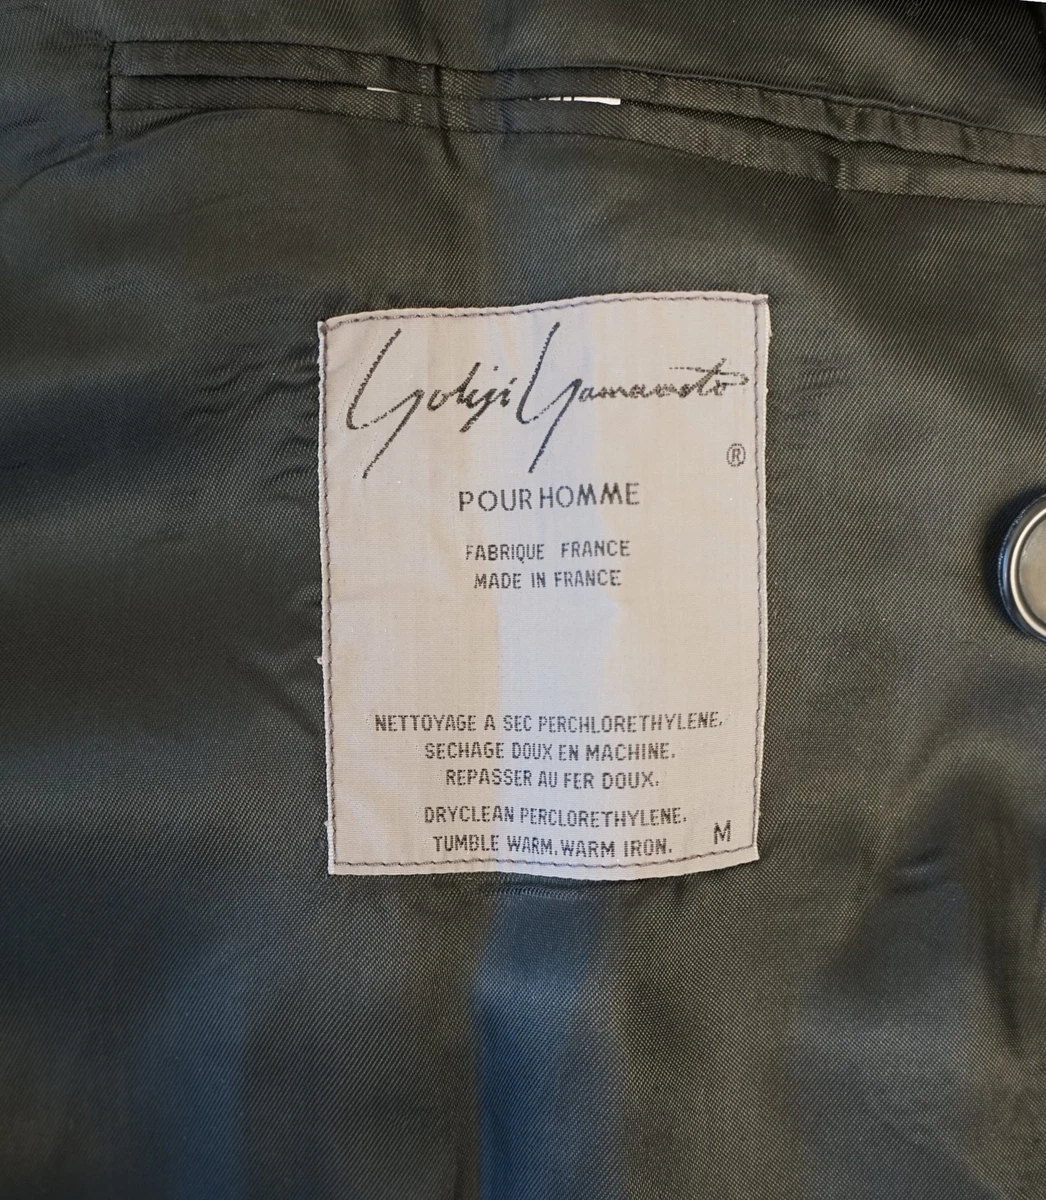 Yohji Yamamoto
®
POUR HOMME
FABRIQUE FRANCE
MADE IN FRANCE
NETTOYAGE A SEC PERCHLORETHYLENE.
SECHAGE DOUX EN MACHINE.
REPASSER AU FER DOUX.
DRYCLEAN PERCLORETHYLENE.
TUMBLE WARM.WARM IRON.
M